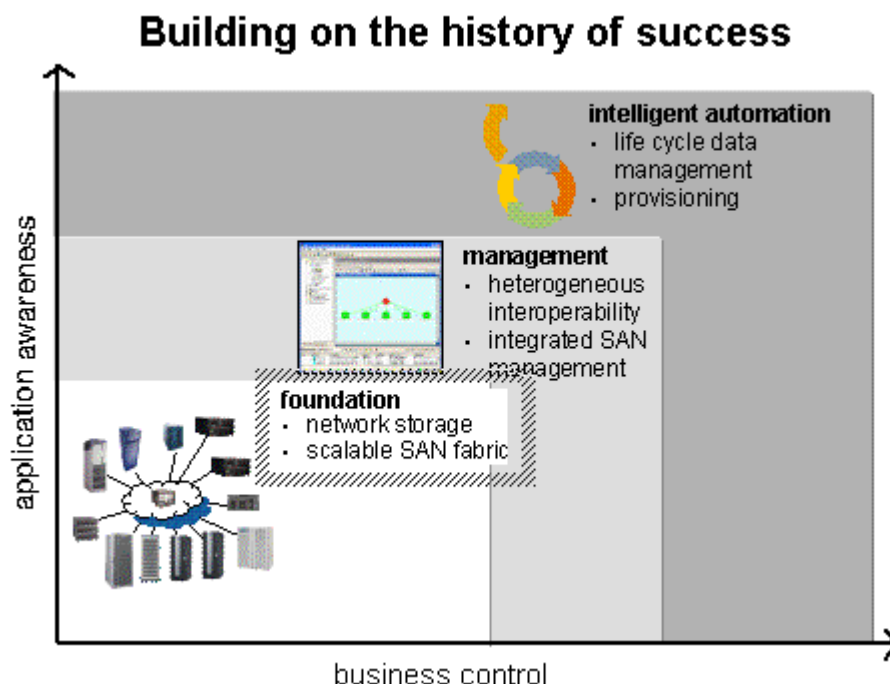 Building on the history of success
intelligent automation
• life cycle data
management
• provisioning
management
• heterogeneous
interoperability
• integrated SAN
management
foundation
• network storage
• scalable SAN fabric
application awareness
business control